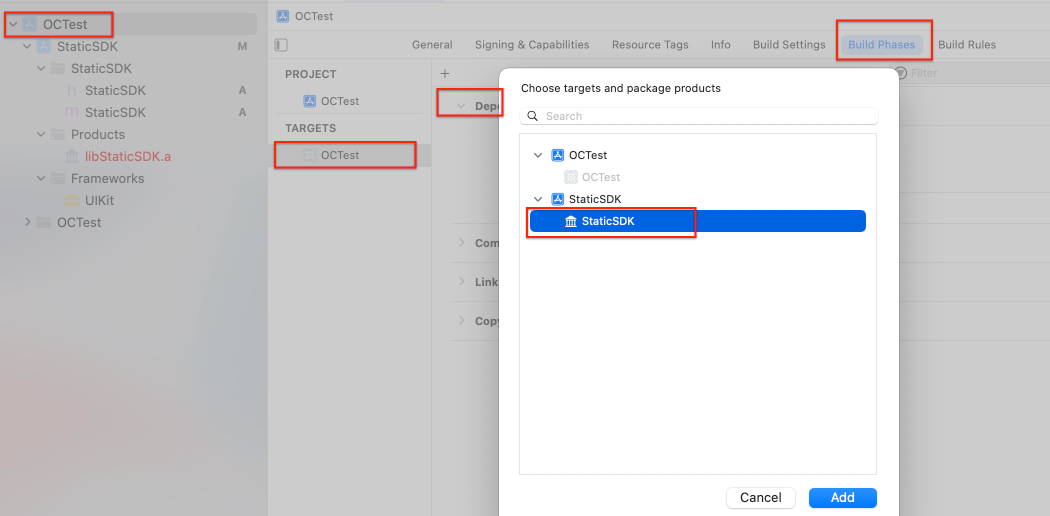 OCTest
StaticSDK M
StaticSDK
StaticSDK A
StaticSDK A
Products
libStaticSDK.a
Frameworks
UIKit
OCTest
OCTest
General Signing & Capabilities Resource Tags Info Build Settings Build Phases Build Rules
PROJECT
OCTest
TARGETS
OCTest
+ Filter
Depe
Com
Link
Copy
Choose targets and package products
Search
OCTest
OCTest
StaticSDK
StaticSDK
Cancel Add